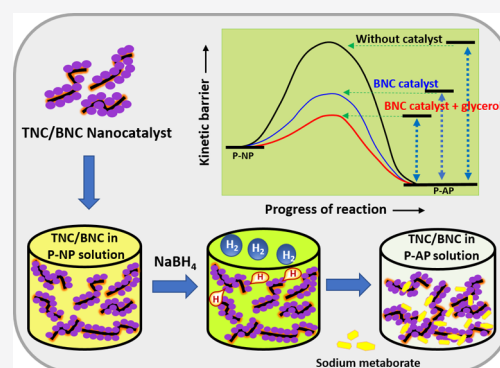 Without catalyst
BNC catalyst
BNC catalyst + glycerol
P-NP
P-AP
Kinetic barrier
Progress of reaction
TNC/BNC Nanocatalyst
TNC/BNC in
P-NP solution
NaBH4
H2
H2
H2
H
H
H
TNC/BNC in
P-AP solution
Sodium metaborate